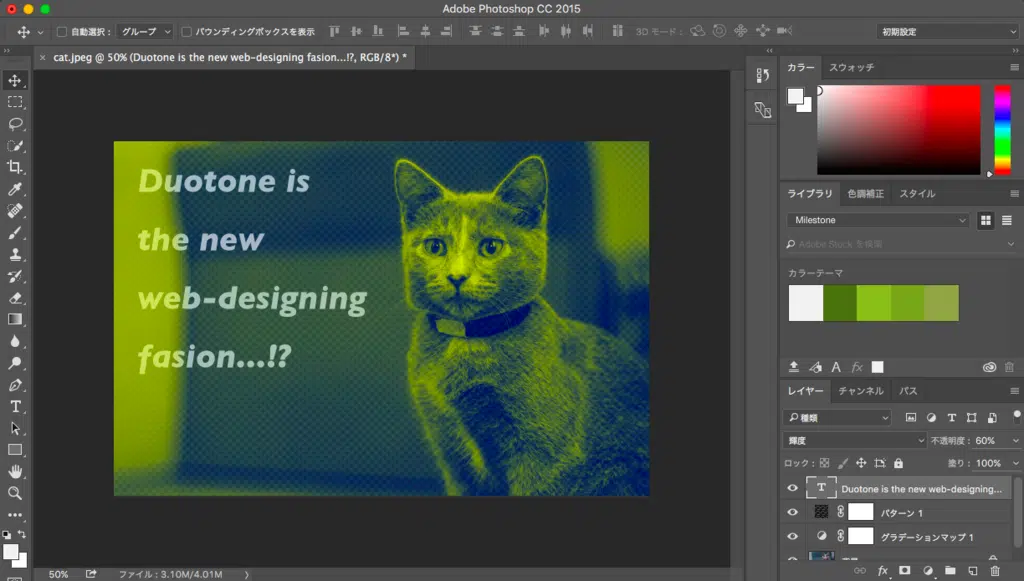 Adobe Photoshop CC 2015
自動選択： グループ バウンディングボックスを表示 3D モード： 初期設定
× cat.jpeg @ 50% (Duotone is the new web-designing fasion...!?, RGB/8*) *
カラー スウォッチ
Duotone is
the new
web-designing
fasion...!?
ライブラリ 色調補正 スタイル
Milestone
Adobe Stock を検索
カラーテーマ
レイヤー チャンネル パス
種類
輝度 不透明度： 60%
ロック： 塗り： 100%
Duotone is the new web-designing...
パターン 1
グラデーションマップ 1
50% ファイル : 3.10M/4.01M